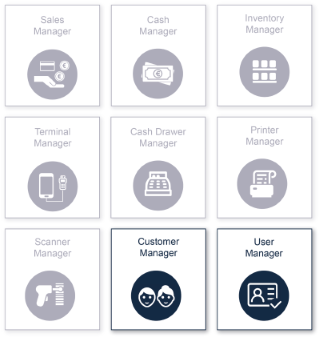 Sales
Manager
Cash
Manager
Inventory
Manager
Terminal
Manager
Cash Drawer
Manager
Printer
Manager
Scanner
Manager
Customer
Manager
User
Manager